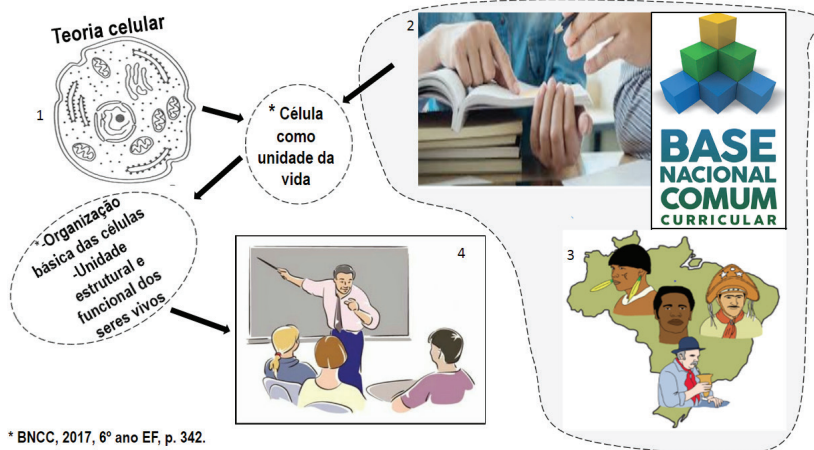 Teoria celular
1
* Célula
como
unidade da
vida
2
BASE
NACIONAL
COMUM
CURRICULAR
* -Organização
básica das células
-Unidade
estrutural e
funcional dos
seres vivos
4
3
* BNCC, 2017, 6º ano EF, p. 342.